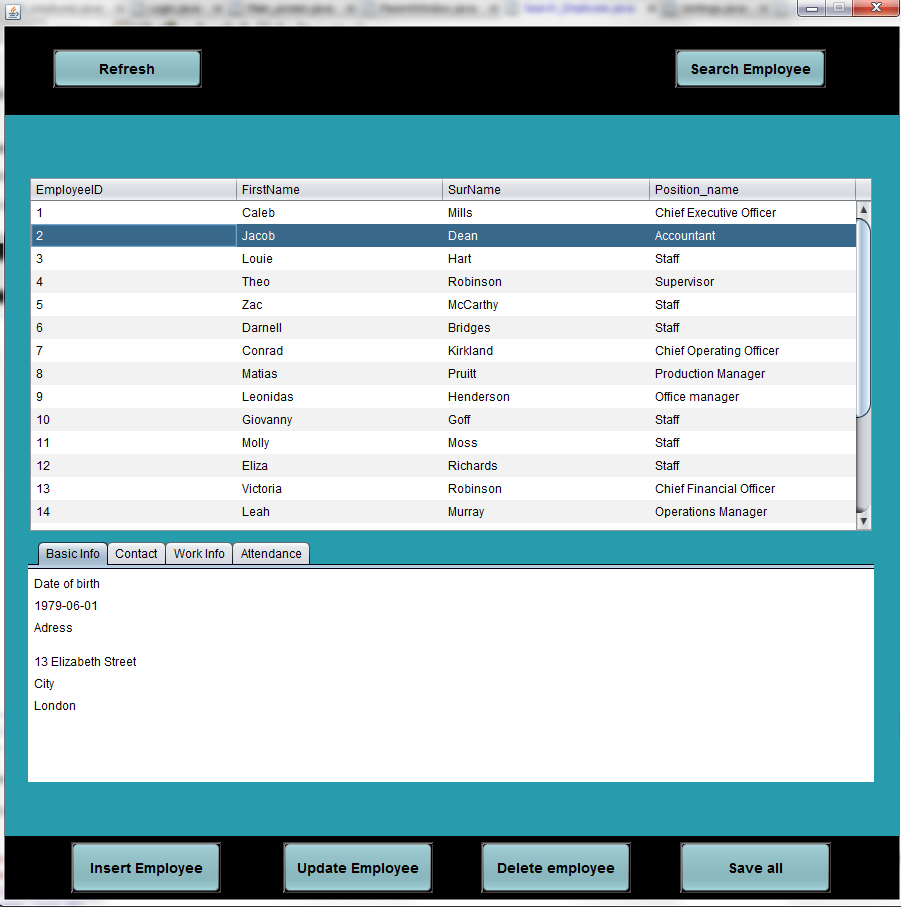 Refresh
Search Employee
EmployeeID FirstName SurName Position_name
1 Caleb Mills Chief Executive Officer
2 Jacob Dean Accountant
3 Louie Hart Staff
4 Theo Robinson Supervisor
5 Zac McCarthy Staff
6 Darnell Bridges Staff
7 Conrad Kirkland Chief Operating Officer
8 Matias Pruitt Production Manager
9 Leonidas Henderson Office manager
10 Giovanny Goff Staff
11 Molly Moss Staff
12 Eliza Richards Staff
13 Victoria Robinson Chief Financial Officer
14 Leah Murray Operations Manager
Basic Info Contact Work Info Attendance
Date of birth
1979-06-01
Adress
13 Elizabeth Street
City
London
Insert Employee Update Employee Delete employee Save all